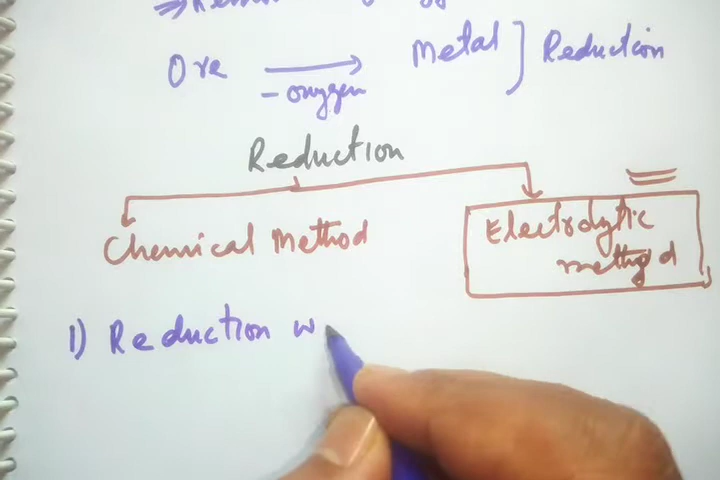 Ore Metal ] Reduction
- oxygen
Reduction
Chemical Method
Electrolytic
method
1) Reduction w